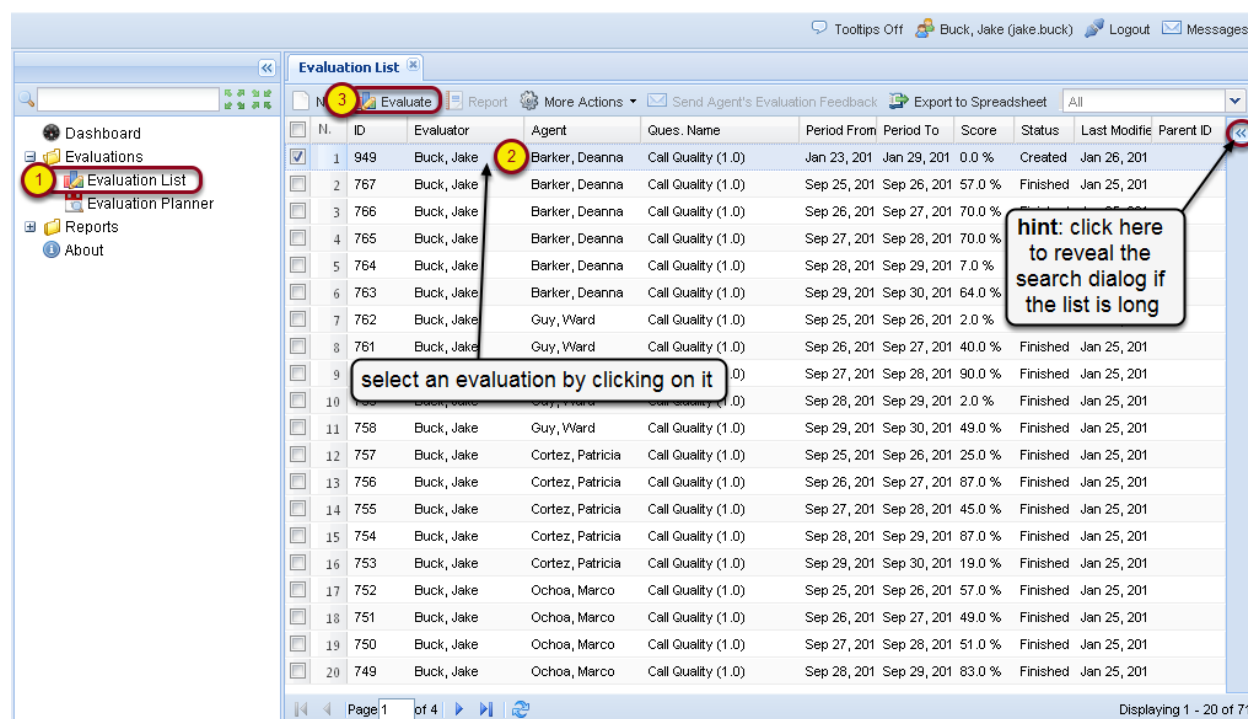 Tooltips Off Buck, Jake (jake.buck) Logout Messages
Evaluation List
3 Evaluate Report More Actions Send Agent's Evaluation Feedback Export to Spreadsheet All
Dashboard
Evaluations
1 Evaluation List
Evaluation Planner
Reports
About
N. ID Evaluator Agent Ques. Name Period From Period To Score Status Last Modifie Parent ID
1 949 Buck, Jake 2 Barker, Deanna Call Quality (1.0) Jan 23, 201 Jan 29, 201 0.0 % Created Jan 26, 201
2 767 Buck, Jake Barker, Deanna Call Quality (1.0) Sep 25, 201 Sep 26, 201 57.0 % Finished Jan 25, 201
3 766 Buck, Jake Barker, Deanna Call Quality (1.0) Sep 26, 201 Sep 27, 201 70.0 %
4 765 Buck, Jake Barker, Deanna Call Quality (1.0) Sep 27, 201 Sep 28, 201 70.0 %
5 764 Buck, Jake Barker, Deanna Call Quality (1.0) Sep 28, 201 Sep 29, 201 7.0 %
6 763 Buck, Jake Barker, Deanna Call Quality (1.0) Sep 29, 201 Sep 30, 201 64.0 %
7 762 Buck, Jake Guy, Ward Call Quality (1.0) Sep 25, 201 Sep 26, 201 2.0 %
hint: click here
to reveal the
search dialog if
the list is long
8 761 Buck, Jake Guy, Ward Call Quality (1.0) Sep 26, 201 Sep 27, 201 40.0 % Finished Jan 25, 201
9 Sep 27, 201 Sep 28, 201 90.0 % Finished Jan 25, 201
select an evaluation by clicking on it
10 Sep 28, 201 Sep 29, 201 2.0 % Finished Jan 25, 201
11 758 Buck, Jake Guy, Ward Call Quality (1.0) Sep 29, 201 Sep 30, 201 49.0 % Finished Jan 25, 201
12 757 Buck, Jake Cortez, Patricia Call Quality (1.0) Sep 25, 201 Sep 26, 201 25.0 % Finished Jan 25, 201
13 756 Buck, Jake Cortez, Patricia Call Quality (1.0) Sep 26, 201 Sep 27, 201 87.0 % Finished Jan 25, 201
14 755 Buck, Jake Cortez, Patricia Call Quality (1.0) Sep 27, 201 Sep 28, 201 45.0 % Finished Jan 25, 201
15 754 Buck, Jake Cortez, Patricia Call Quality (1.0) Sep 28, 201 Sep 29, 201 87.0 % Finished Jan 25, 201
16 753 Buck, Jake Cortez, Patricia Call Quality (1.0) Sep 29, 201 Sep 30, 201 19.0 % Finished Jan 25, 201
17 752 Buck, Jake Ochoa, Marco Call Quality (1.0) Sep 25, 201 Sep 26, 201 57.0 % Finished Jan 25, 201
18 751 Buck, Jake Ochoa, Marco Call Quality (1.0) Sep 26, 201 Sep 27, 201 49.0 % Finished Jan 25, 201
19 750 Buck, Jake Ochoa, Marco Call Quality (1.0) Sep 27, 201 Sep 28, 201 51.0 % Finished Jan 25, 201
20 749 Buck, Jake Ochoa, Marco Call Quality (1.0) Sep 28, 201 Sep 29, 201 83.0 % Finished Jan 25, 201
Page 1 of 4 Displaying 1 - 20 of 71